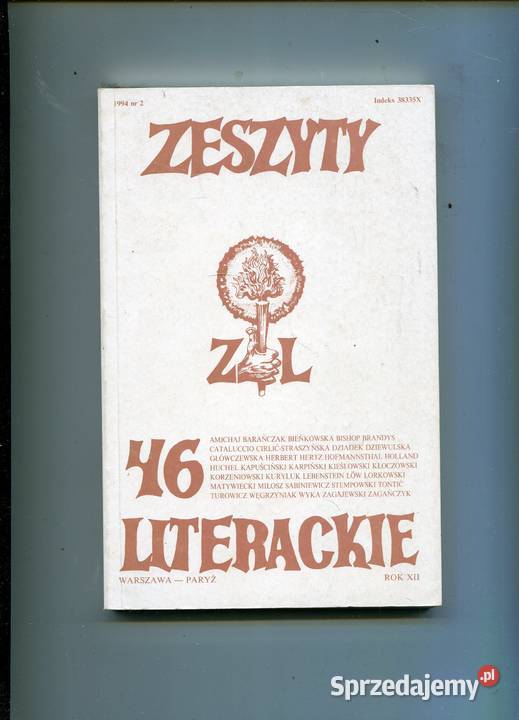 1994 nr 2 Indeks 38335X
ZESZYTY
ZL
46
AMICHAJ BARAŃCZAK BIEŃKOWSKA BISHOP BRANDYS
CATALUCCIO CIRLIĆ-STRASZYŃSKA DZIADEK DZIEWULSKA
GŁÓWCZEWSKA HERBERT HERTZ HOFMANNSTHAL HOLLAND
HUCHEL KAPUŚCIŃSKI KARPIŃSKI KIEŚLOWSKI KŁOCZOWSKI
KORZENIOWSKI KURYLUK LEBENSTEIN LÖW LORKOWSKI
MATYWIECKI MIŁOSZ SABINIEWICZ STEMPOWSKI TONTIĆ
TUROWICZ WĘGRZYNIAK WYKA ZAGAJEWSKI ZAGAŃCZYK
LITERACKIE
WARSZAWA — PARYŻ ROK XII
Sprzedajemy.pl